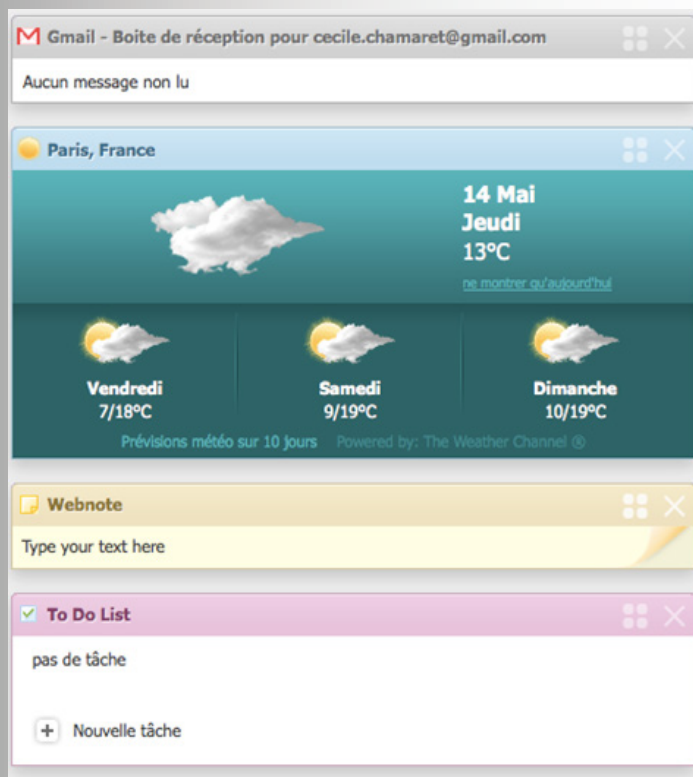 Gmail - Boite de réception pour cecile.chamaret@gmail.com
Aucun message non lu
Paris, France
14 Mai
Jeudi
13°C
ne montrer qu'aujourd'hui
Vendredi Samedi Dimanche
7/18°C 9/19°C 10/19°C
Prévisions météo sur 10 jours Powered by: The Weather Channel ®
Webnote
Type your text here
To Do List
pas de tâche
+ Nouvelle tâche